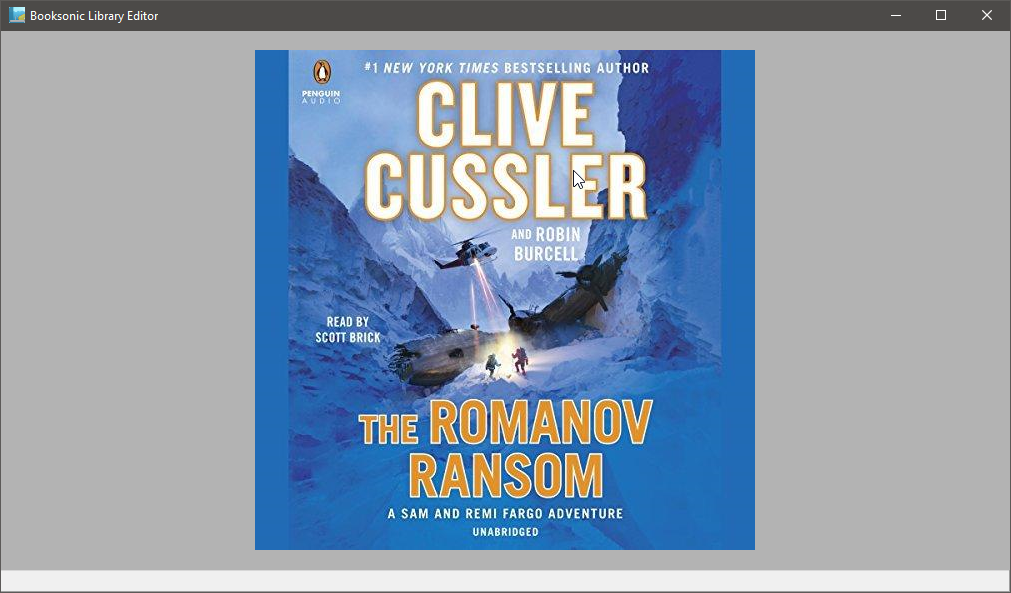 Booksonic Library Editor
#1 NEW YORK TIMES BESTSELLING AUTHOR
PENGUIN
AUDIO
CLIVE
CUSSLER
AND ROBIN
BURCELL
READ BY
SCOTT BRICK
THE ROMANOV
RANSOM
A SAM AND REMI FARGO ADVENTURE
UNABRIDGED